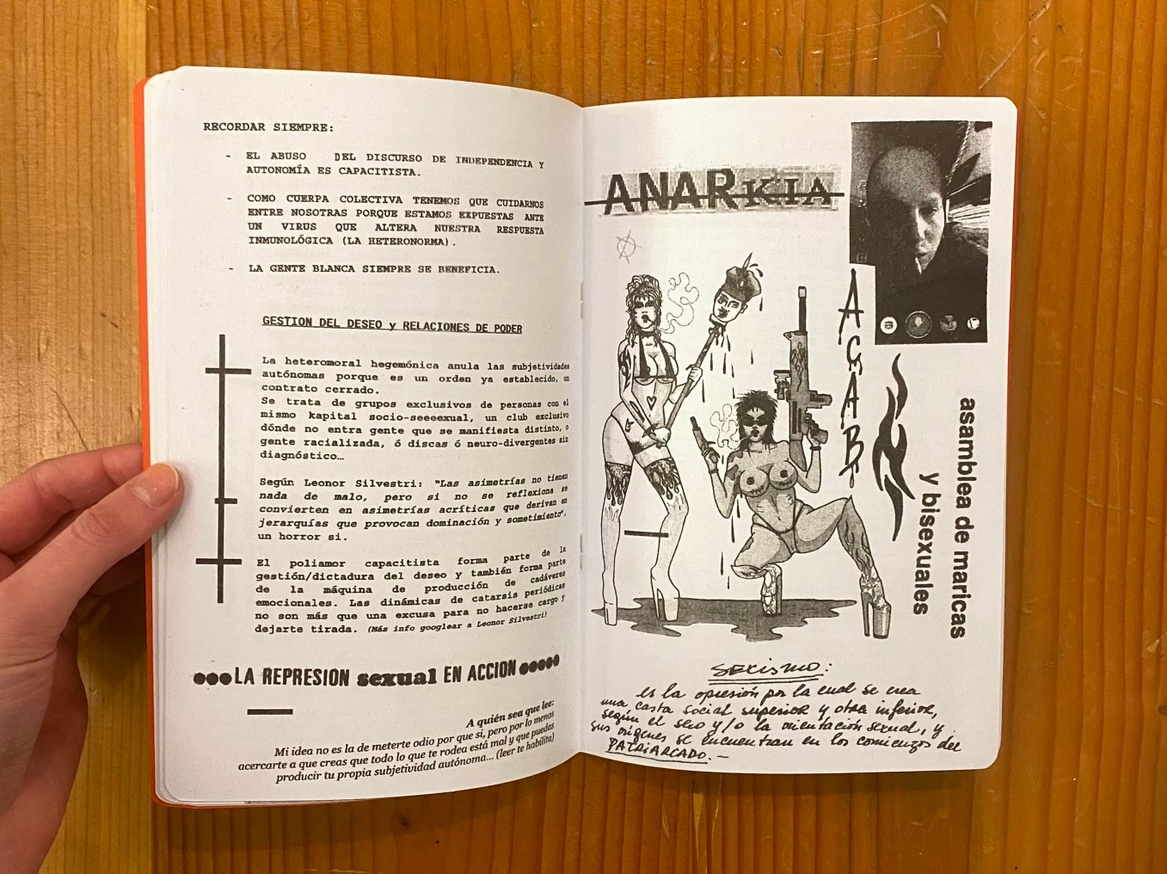 RECORDAR SIEMPRE:
- EL ABUSO DEL DISCURSO DE INDEPENDENCIA Y
AUTONOMÍA ES CAPACITISTA.
- COMO CUERPA COLECTIVA TENEMOS QUE CUIDARNOS
ENTRE NOSOTRAS PORQUE ESTAMOS EXPUESTAS ANTE
UN VIRUS QUE ALTERA NUESTRA RESPUESTA
INMUNOLÓGICA (LA HETERONORMA).
- LA GENTE BLANCA SIEMPRE SE BENEFICIA.
GESTION DEL DESEO y RELACIONES DE PODER
La heteromoral hegemónica anula las subjetividades
autónomas porque es un orden ya establecido, un
contrato cerrado.
Se trata de grupos exclusivos de personas con el
mismo kapital socio-seeeexual, un club exclusivo
dónde no entra gente que se manifiesta distinto, o
gente racializada, ó discas ó neuro-divergentes sin
diagnóstico…
Según Leonor Silvestri: "Las asimetrías no tienen
nada de malo, pero si no se reflexiona se
convierten en asimetrías acríticas que derivan en
jerarquías que provocan dominación y sometimiento",
un horror si.
El poliamor capacitista forma parte de la
gestión/dictadura del deseo y también forma parte
de la máquina de producción de cadáveres
emocionales. Las dinámicas de catarsis periódicas
no son más que una excusa para no hacerse cargo y
dejarte tirada. (Más info googlear a Leonor Silvestri)
LA REPRESION sexual EN ACCION
A quién sea que lee:
Mi idea no es la de meterte odio por que si, pero por lo menos
acercarte a que creas que todo lo que te rodea está mal y que puedas
producir tu propia subjetividad autónoma... (leer te habilita)
ANARKIA
ACAB
asamblea de maricas
y bisexuales
SEXISMO:
es la opresión por la cual se crea
una casta social superior y otra inferior,
según el sexo y/o la orientación sexual, y
sus orígenes se encuentran en los comienzos del
PATRIARCADO.-